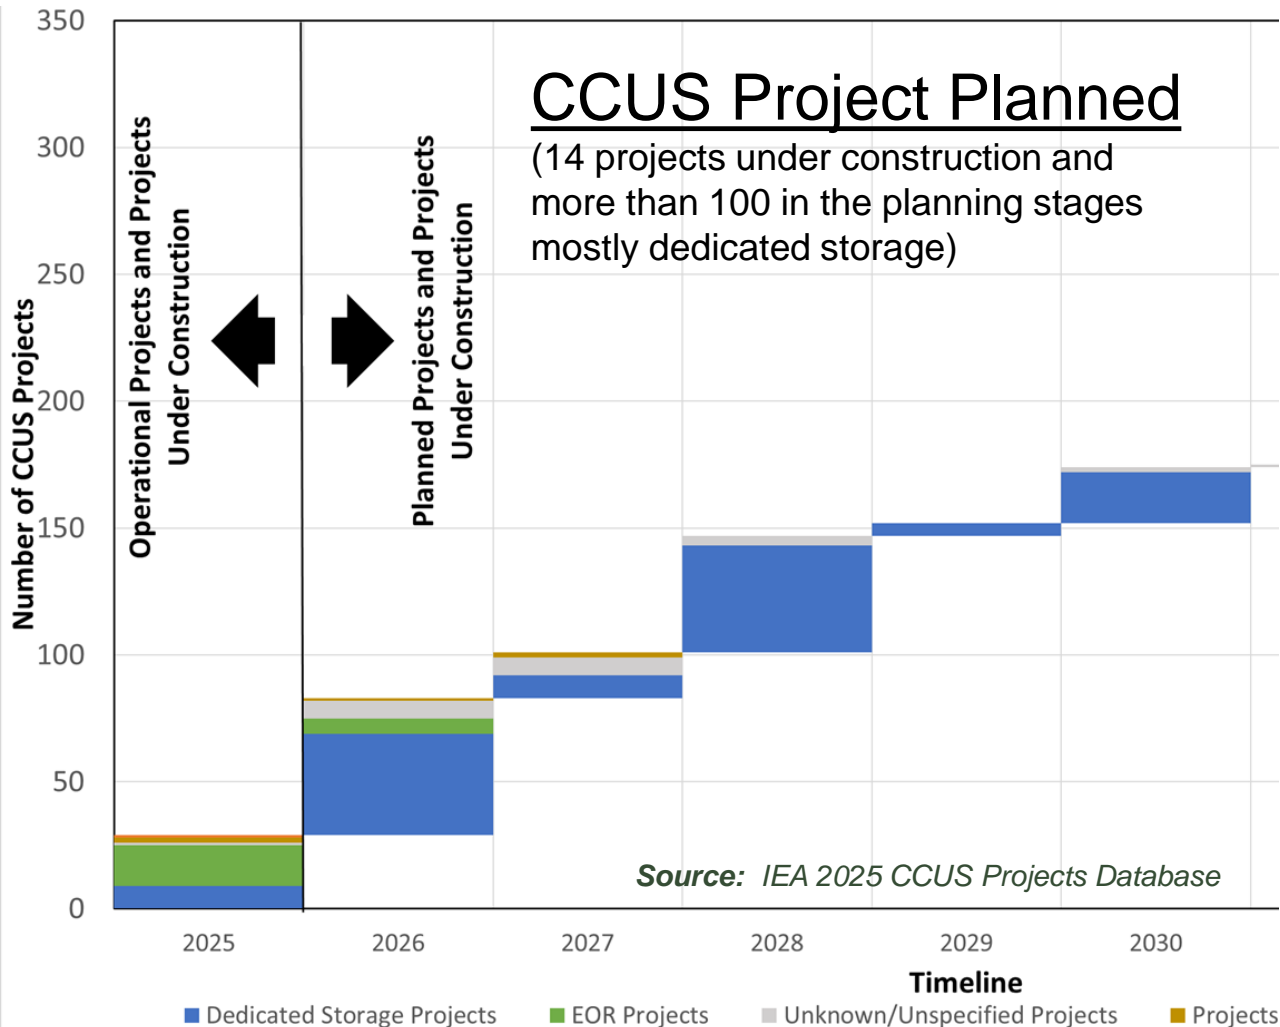 CCUS Project Planned
(14 projects under construction and
more than 100 in the planning stages
mostly dedicated storage)
Operational Projects and Projects
Under Construction
Planned Projects and Projects
Under Construction
Number of CCUS Projects
350
300
250
200
150
100
50
0
Source: IEA 2025 CCUS Projects Database
2025 2026 2027 2028 2029 2030
Timeline
Dedicated Storage Projects EOR Projects Unknown/Unspecified Projects Projects